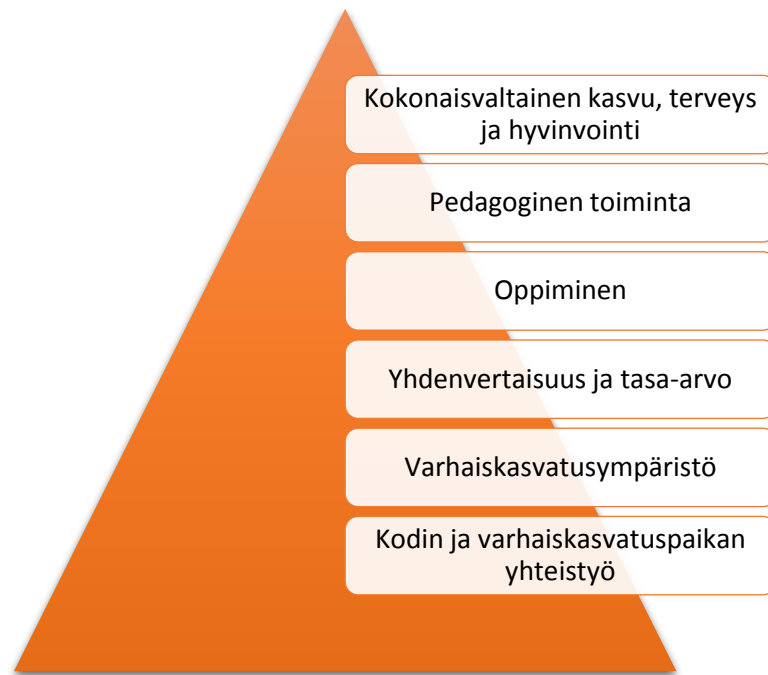 Kokonaisvaltainen kasvu, terveys
ja hyvinvointi
Pedagoginen toiminta
Oppiminen
Yhdenvertaisuus ja tasa-arvo
Varhaiskasvatusympäristö
Kodin ja varhaiskasvatuspaikan
yhteistyö